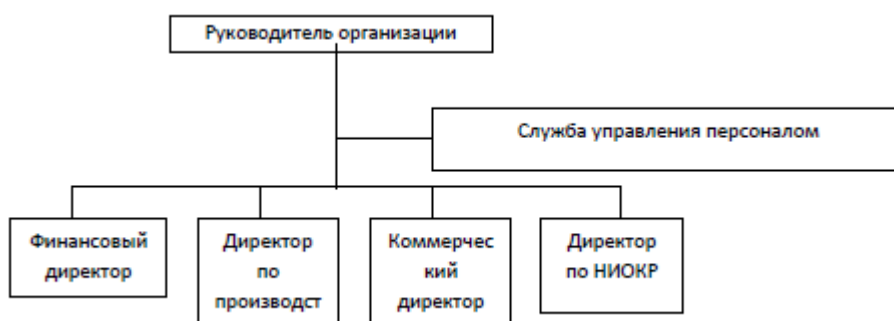 Руководитель организации
Служба управления персоналом
Финансовый
директор
Директор
по
производст
Коммерчес
кий
директор
Директор
по НИОКР